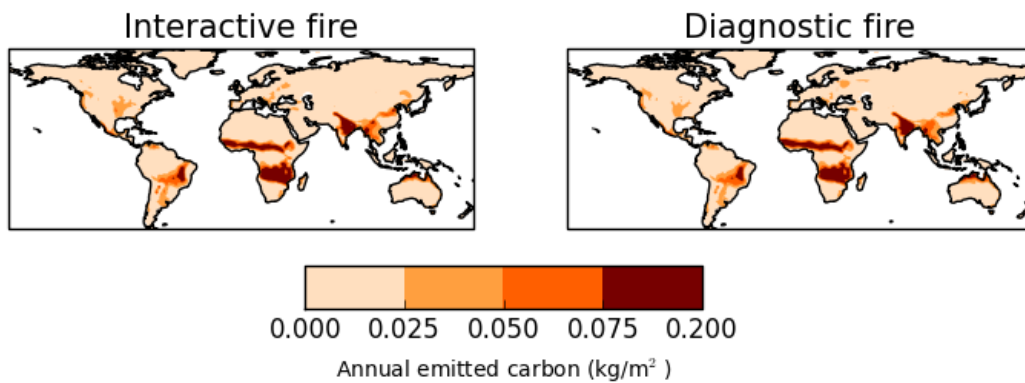 Interactive fire Diagnostic fire
0.000 0.025 0.050 0.075 0.200
Annual emitted carbon (kg/m² )